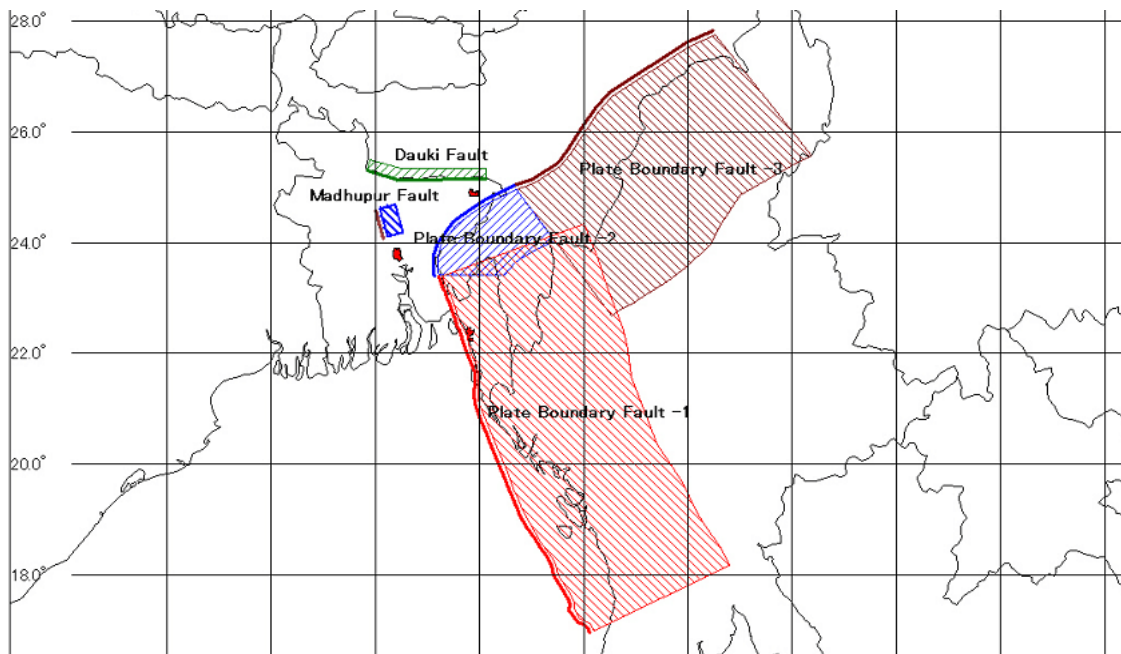 28.0°
26.0°
Dauki Fault
Plate Boundary Fault -3
Madhupur Fault
24.0°
Plate Boundary Fault -2
22.0°
Plate Boundary Fault -1
20.0°
18.0°